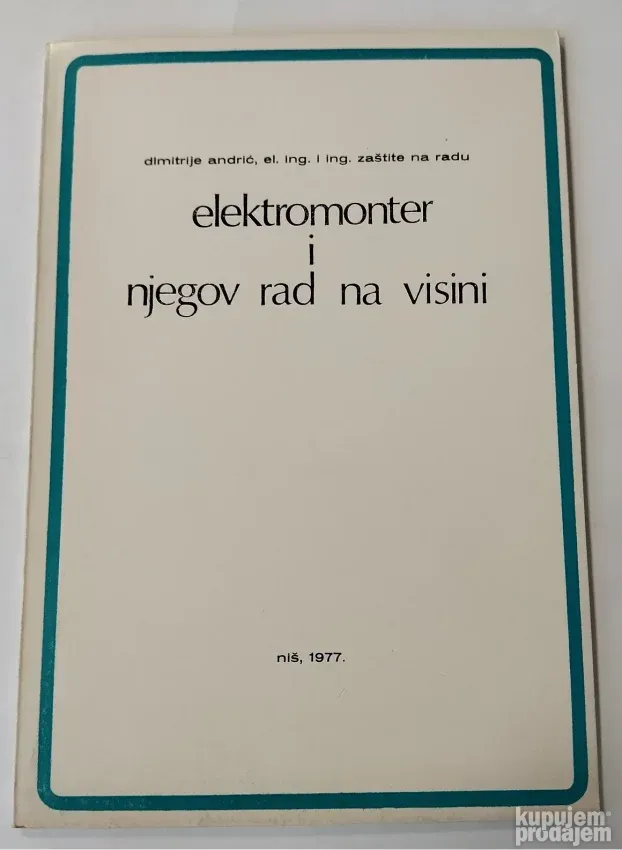 dimitrije andrić, el. ing. i ing. zaštite na radu
elektromonter
i
njegov rad na visini
niš, 1977.
kupujem
prodajem